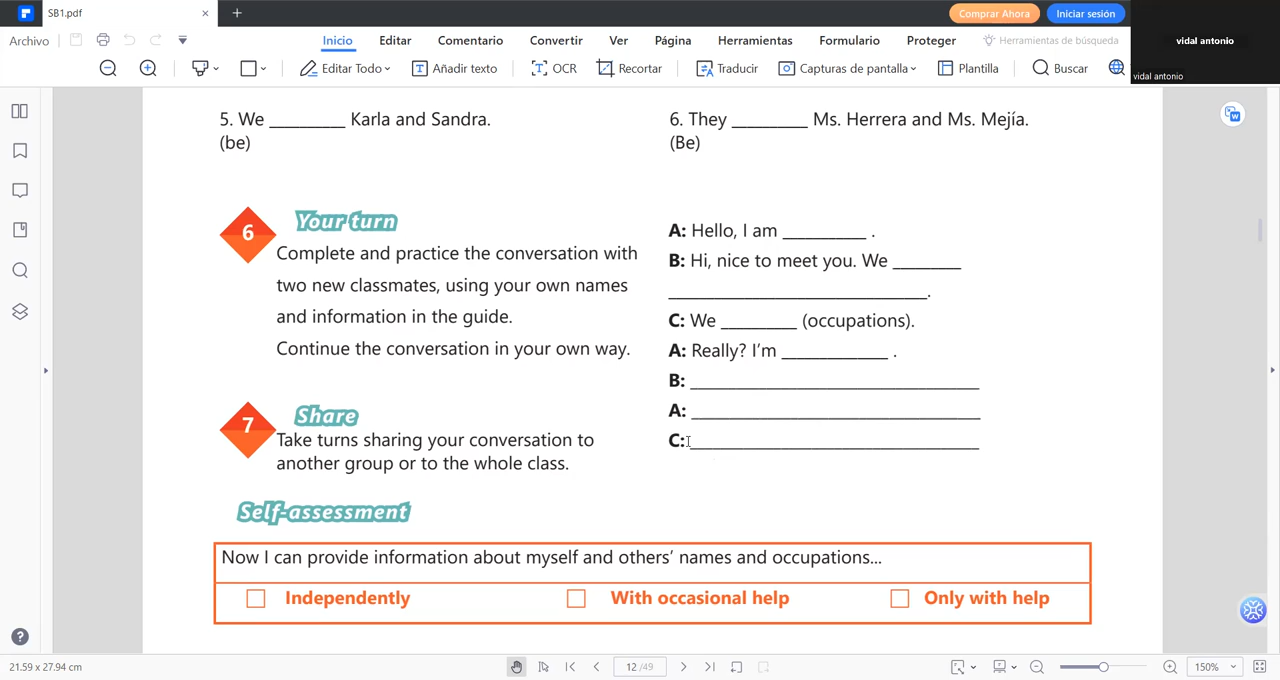 SB1.pdf
Comprar Ahora
Iniciar sesión
vidal antonio
vidal antonio
Archivo
Inicio
Editar
Comentario
Convertir
Ver
Página
Herramientas
Formulario
Proteger
Herramientas de búsqueda
Editar Todo
Añadir texto
OCR
Recortar
Traducir
Capturas de pantalla
Plantilla
Buscar
5. We _________ Karla and Sandra.
(be)
6. They _________ Ms. Herrera and Ms. Mejía.
(Be)
6
Your turn
Complete and practice the conversation with
two new classmates, using your own names
and information in the guide.
Continue the conversation in your own way.
7
Share
Take turns sharing your conversation to
another group or to the whole class.
A: Hello, I am __________ .
B: Hi, nice to meet you. We ________
_______________________________.
C: We _________ (occupations).
A: Really? I’m _____________ .
B: __________________________________
A: __________________________________
C:__________________________________
Self-assessment
Now I can provide information about myself and others’ names and occupations...
Independently
With occasional help
Only with help
21.59 x 27.94 cm
12 /49
150%